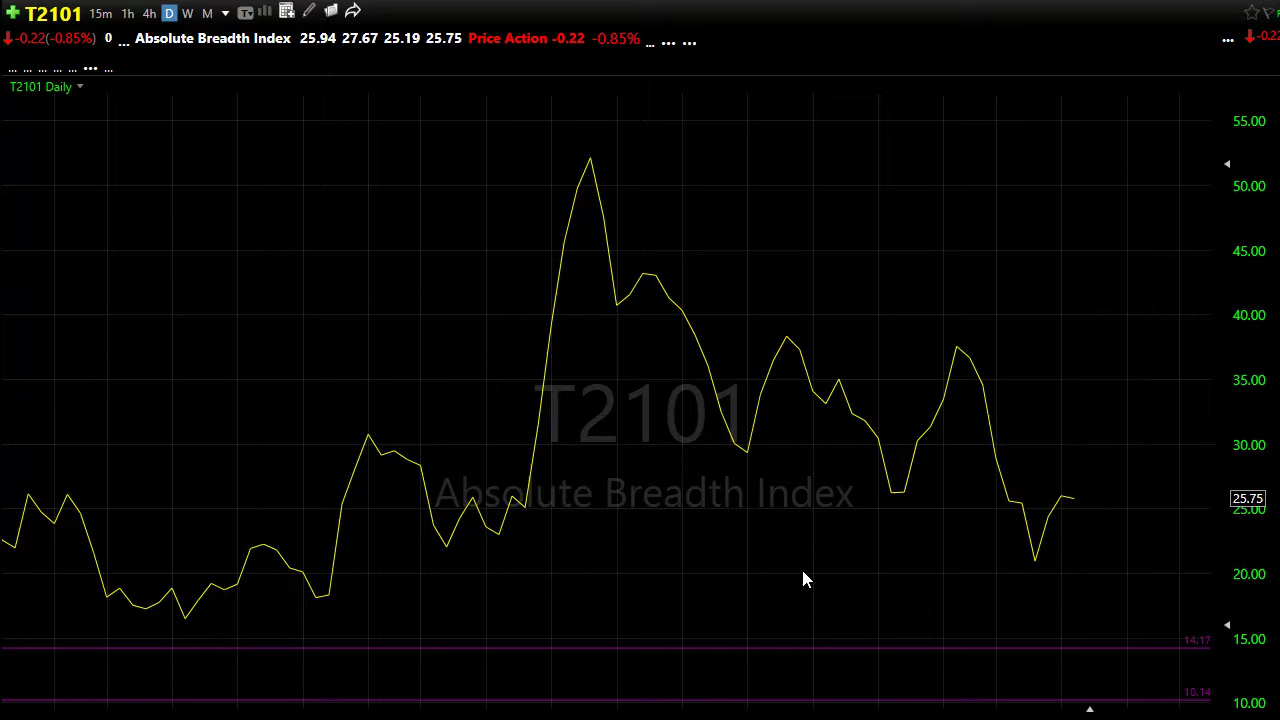 T2101 15m 1h 4h D W M
-0.22(-0.85%) 0 ... Absolute Breadth Index 25.94 27.67 25.19 25.75 Price Action -0.22 -0.85% ... ... ... ... -0.22
... ... ... ... ... ... ...
T2101 Daily
55.00
50.00
45.00
40.00
35.00
T2101
30.00
Absolute Breadth Index
25.75
25.00
20.00
14.17
15.00
10.14
10.00